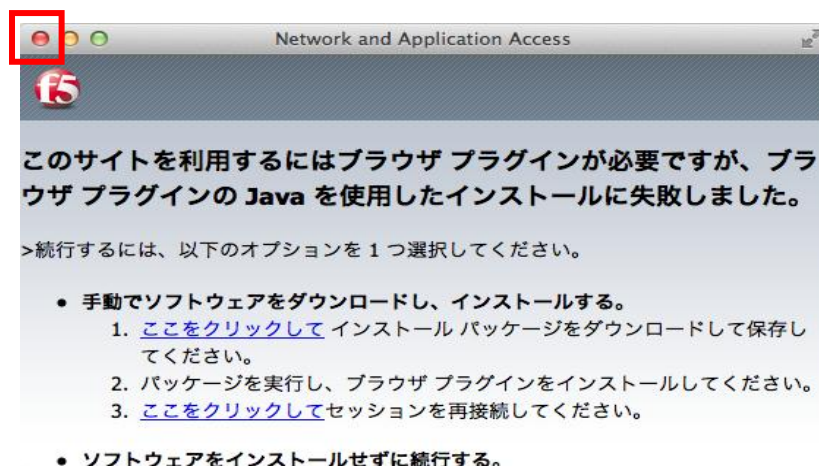 Network and Application Access
f5
このサイトを利用するにはブラウザ プラグインが必要ですが、ブラ
ウザ プラグインの Java を使用したインストールに失敗しました。
>続行するには、以下のオプションを 1 つ選択してください。
• 手動でソフトウェアをダウンロードし、インストールする。
1. ここをクリックして インストール パッケージをダウンロードして保存し
てください。
2. パッケージを実行し、ブラウザ プラグインをインストールしてください。
3. ここをクリックしてセッションを再接続してください。
• ソフトウェアをインストールせずに続行する。